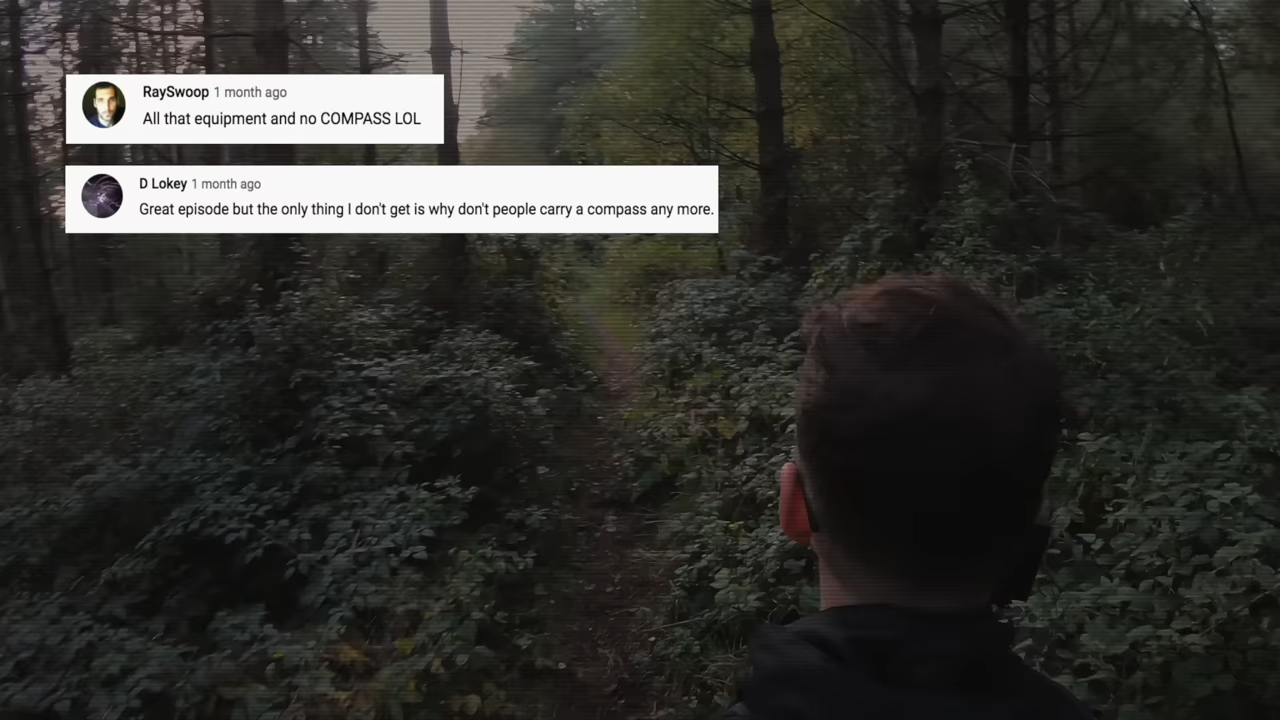 RaySwoop 1 month ago
All that equipment and no COMPASS LOL
D Lokey 1 month ago
Great episode but the only thing I don't get is why don't people carry a compass any more.